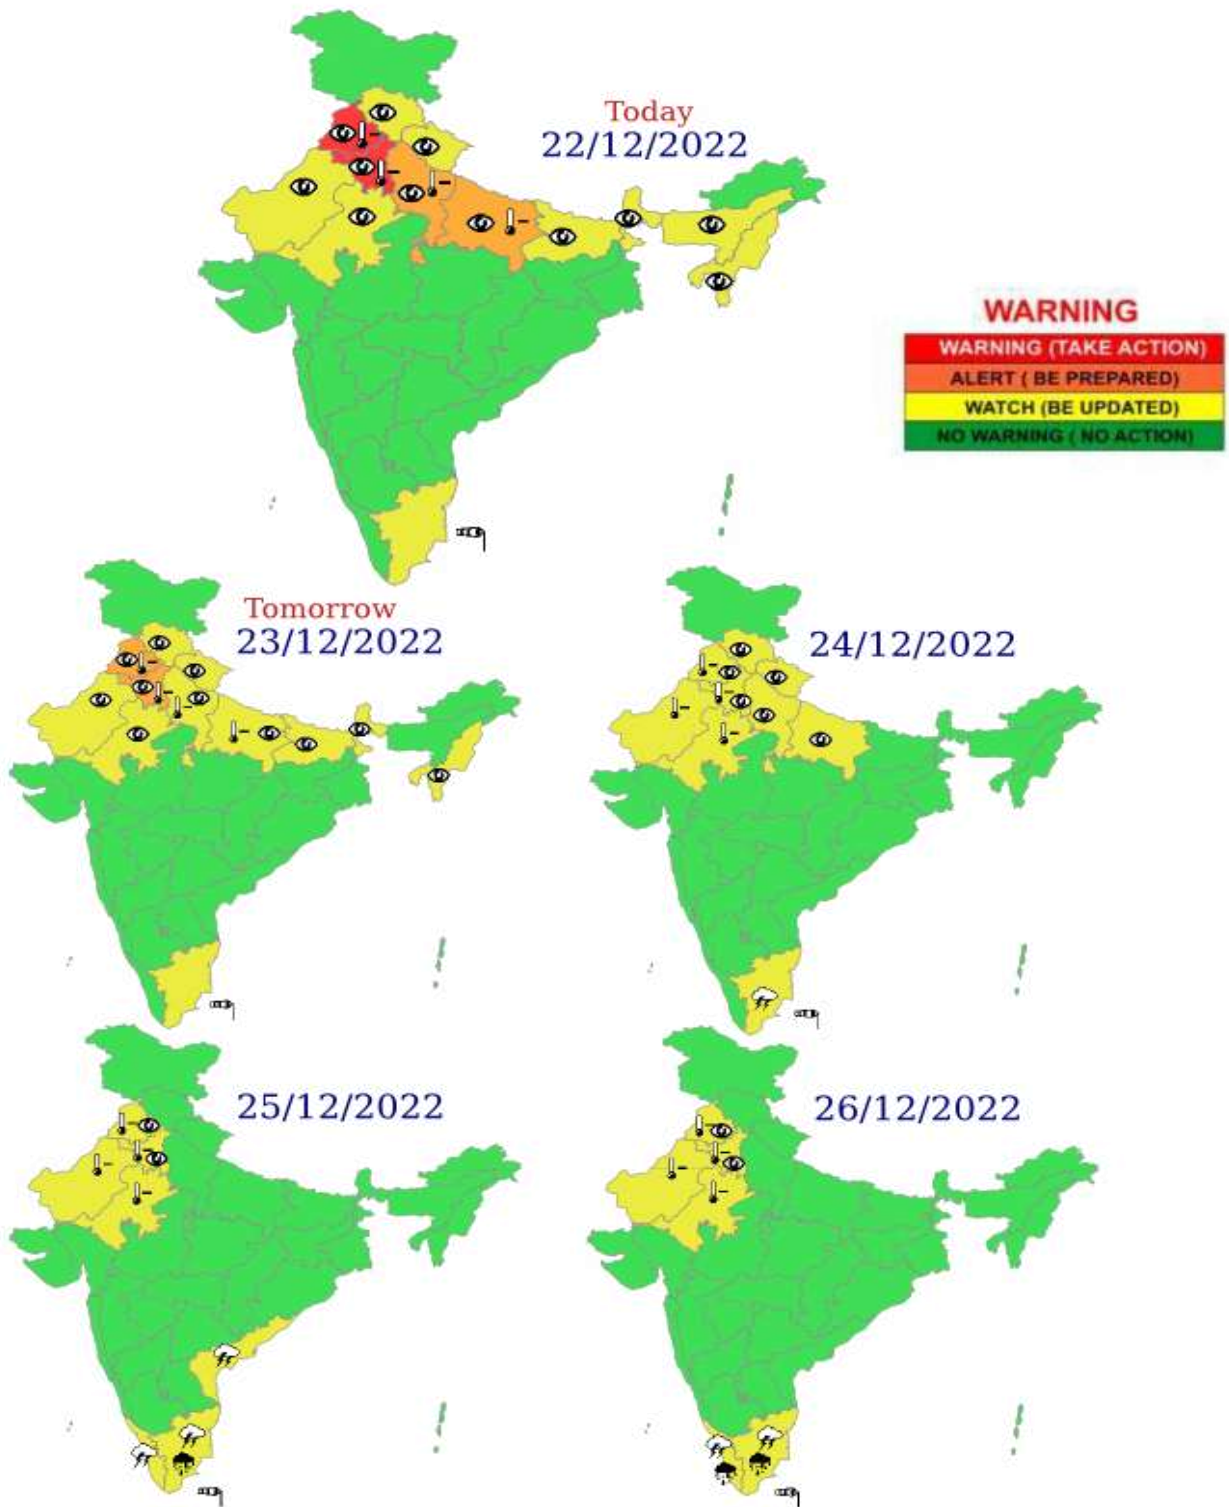 Today
22/12/2022
WARNING
WARNING (TAKE ACTION)
ALERT ( BE PREPARED)
WATCH (BE UPDATED)
NO WARNING ( NO ACTION)
Tomorrow
23/12/2022
24/12/2022
25/12/2022
26/12/2022